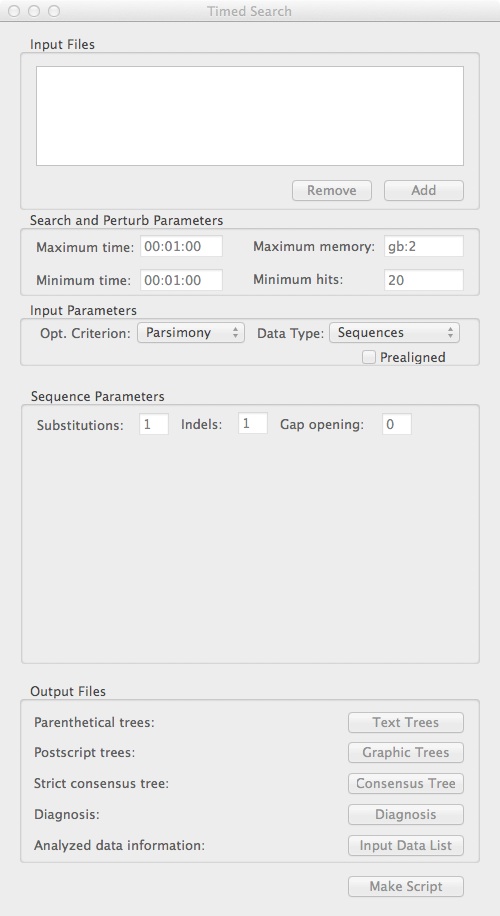 Timed Search
Input Files
Remove Add
Search and Perturb Parameters
Maximum time: 00:01:00 Maximum memory: gb:2
Minimum time: 00:01:00 Minimum hits: 20
Input Parameters
Opt. Criterion: Parsimony Data Type: Sequences
Prealigned
Sequence Parameters
Substitutions: 1 Indels: 1 Gap opening: 0
Output Files
Parenthetical trees: Text Trees
Postscript trees: Graphic Trees
Strict consensus tree: Consensus Tree
Diagnosis: Diagnosis
Analyzed data information: Input Data List
Make Script